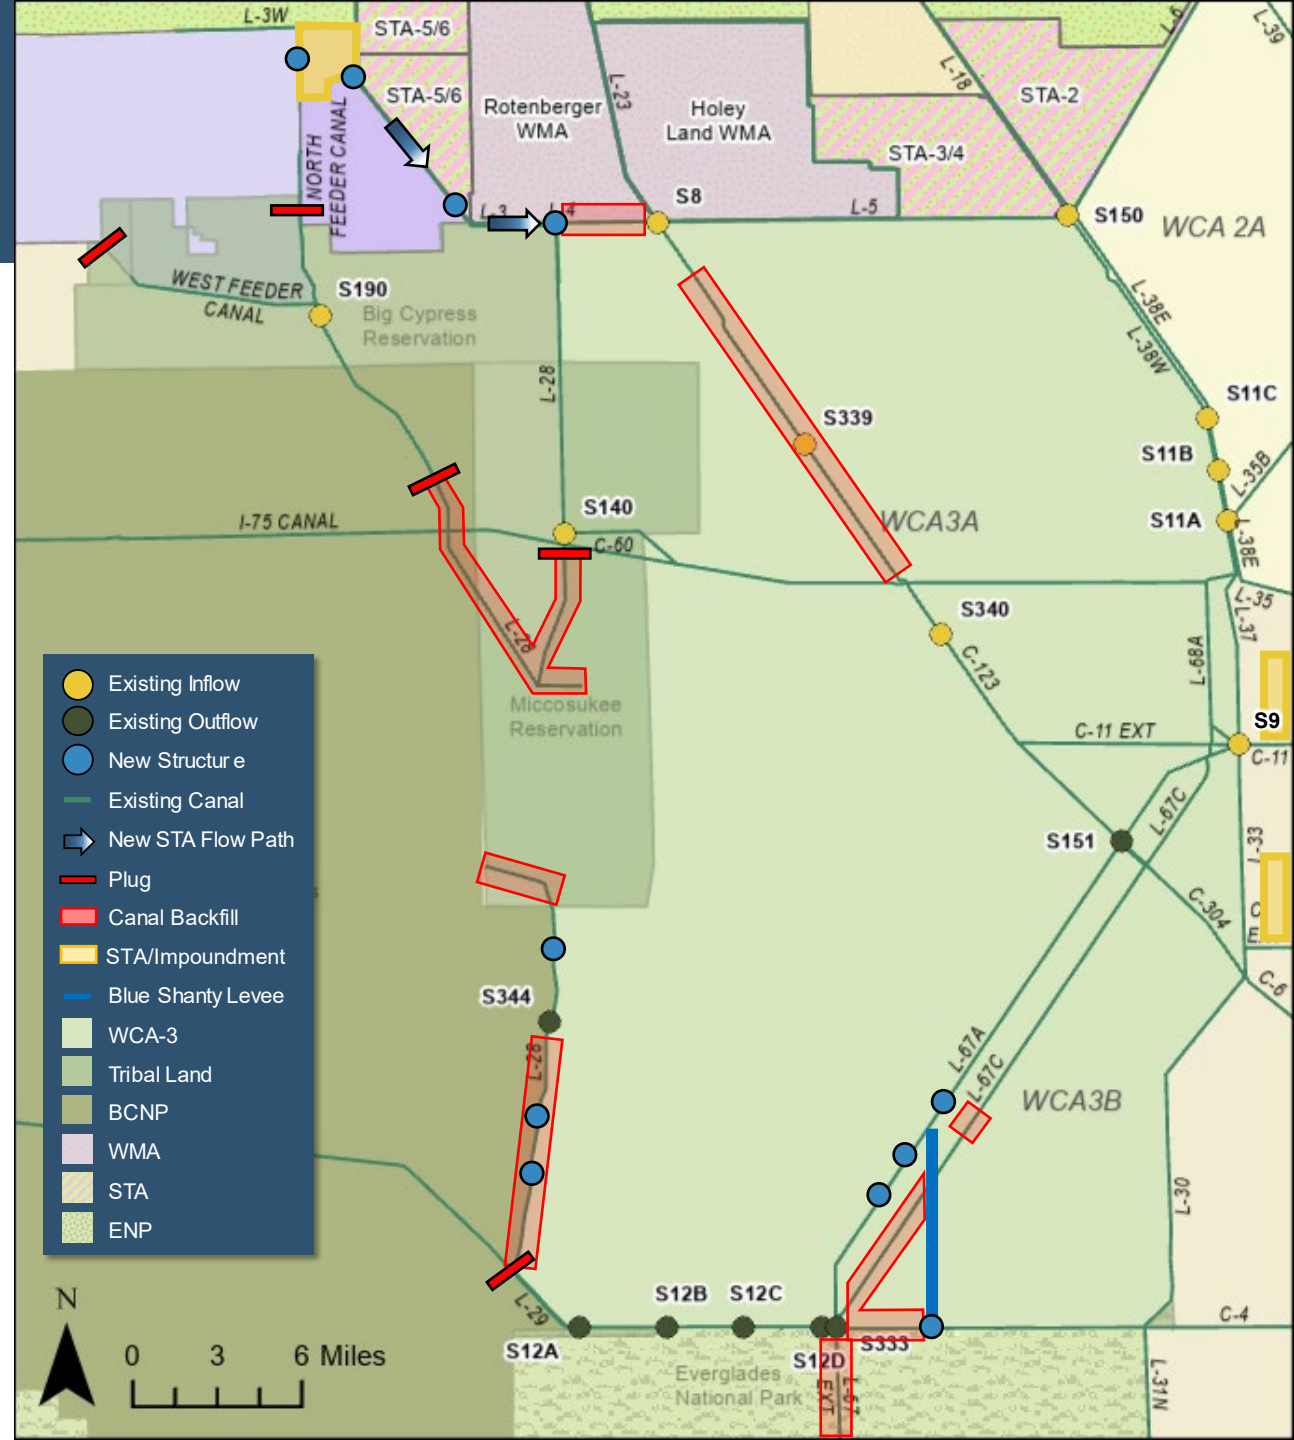 L-3W
STA-5/6
STA-5/6
NORTH
FEEDER CANAL
Rotenberger
WMA
L-23
Holey
Land WMA
L-18
STA-2
L-6
L-39
STA-3/4
L-3
L-4
S8
L-5
S150
WCA 2A
WEST FEEDER
CANAL
S190
Big Cypress
Reservation
L-38E
L-38W
L-28
S339
S11C
S11B
L-35B
S11A
L-38E
WCA3A
I-75 CANAL
S140
C-60
L-28
S340
L-35
L-37
C-123
L-68A
Miccosukee
Reservation
C-11 EXT
S9
C-11
L-67C
S151
L-33
C-304
C
E
C-6
S344
L-28
L-67A
L-67C
WCA3B
L-30
Existing Inflow
Existing Outflow
New Structure
Existing Canal
New STA Flow Path
Plug
Canal Backfill
STA/Impoundment
Blue Shanty Levee
WCA-3
Tribal Land
BCNP
WMA
STA
ENP
N
0 3 6 Miles
L-29
S12A
S12B
S12C
S12D
S333
C-4
Everglades
National Park
L-67
EXT
L-31N